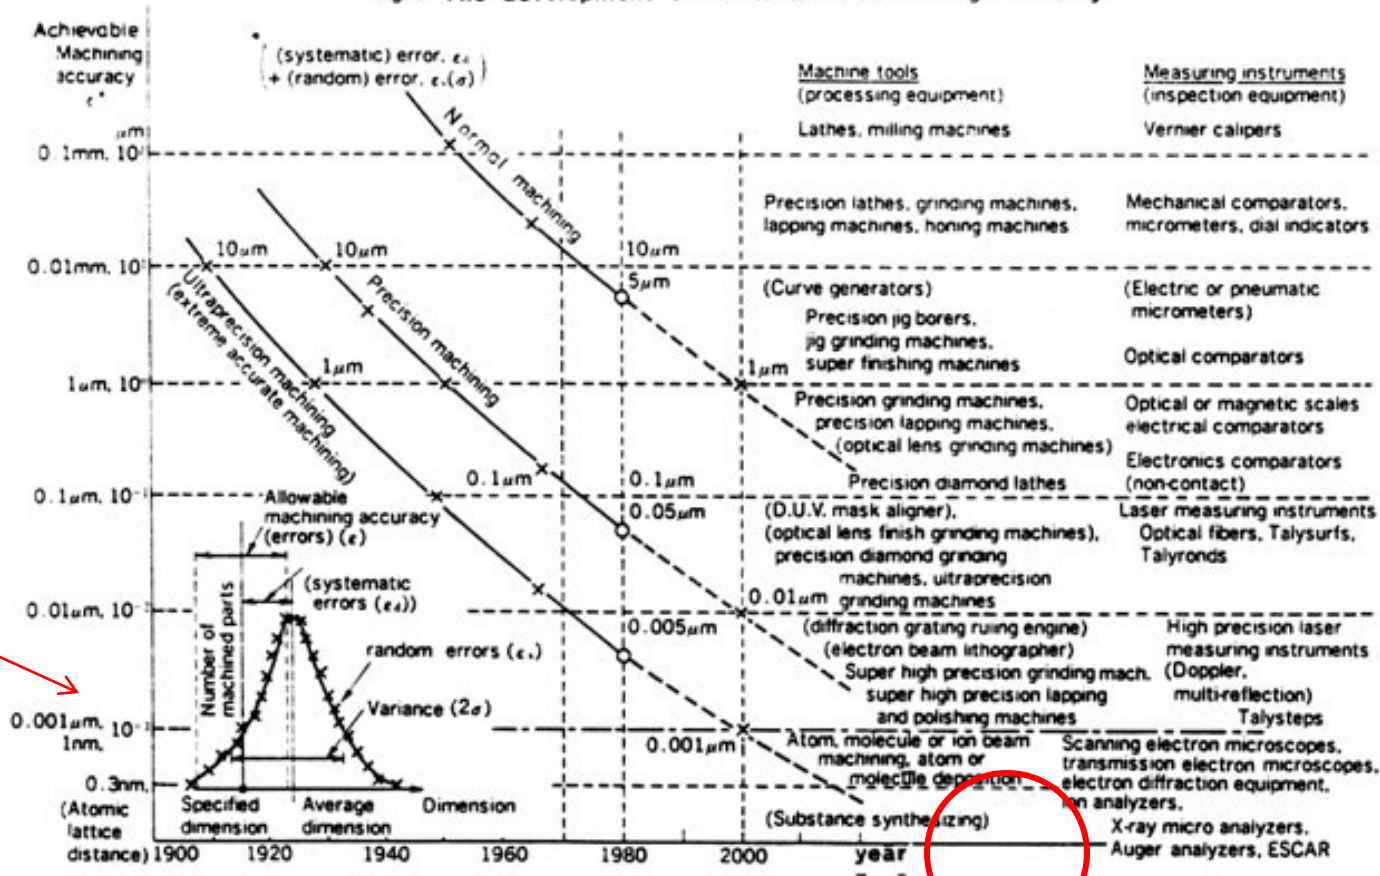 Achievable
Machining
accuracy
ε*
(systematic) error, εd
+ (random) error, εr(σ)
Machine tools
(processing equipment)
Lathes, milling machines
Measuring instruments
(inspection equipment)
Vernier calipers
μm
0.1mm, 10²
Normal machining
Precision lathes, grinding machines,
lapping machines, honing machines
Mechanical comparators,
micrometers, dial indicators
0.01mm, 10¹
10μm
10μm
10μm
5μm
Ultraprecision machining
(extreme accurate machining)
Precision machining
(Curve generators)
Precision jig borers,
jig grinding machines,
super finishing machines
(Electric or pneumatic
micrometers)
Optical comparators
1μm, 10⁰
1μm
1μm
Precision grinding machines,
precision lapping machines,
(optical lens grinding machines)
Precision diamond lathes
Optical or magnetic scales
electrical comparators
Electronics comparators
(non-contact)
0.1μm, 10⁻¹
0.1μm
0.1μm
0.05μm
(D.U.V. mask aligner),
(optical lens finish grinding machines),
precision diamond grinding
machines, ultraprecision
grinding machines
Laser measuring instruments
Optical fibers, Talysurfs,
Talyronds
Allowable
machining accuracy
(errors) (ε)
(systematic
errors (εd))
0.01μm, 10⁻²
0.01μm
0.005μm
Number of
machined parts
random errors (εr)
Variance (2σ)
(diffraction grating ruling engine)
(electron beam lithographer)
Super high precision grinding mach.
super high precision lapping
and polishing machines
High precision laser
measuring instruments
(Doppler,
multi-reflection)
Talysteps
0.001μm, 10⁻³
1nm,
0.001μm
Atom, molecule or ion beam
machining, atom or
molecule deposition
(Substance synthesizing)
Scanning electron microscopes,
transmission electron microscopes,
electron diffraction equipment,
ion analyzers,
X-ray micro analyzers,
Auger analyzers, ESCAR
0.3nm,
(Atomic
lattice
distance)
Specified
dimension
Average
dimension
Dimension
1900 1920 1940 1960 1980 2000 year